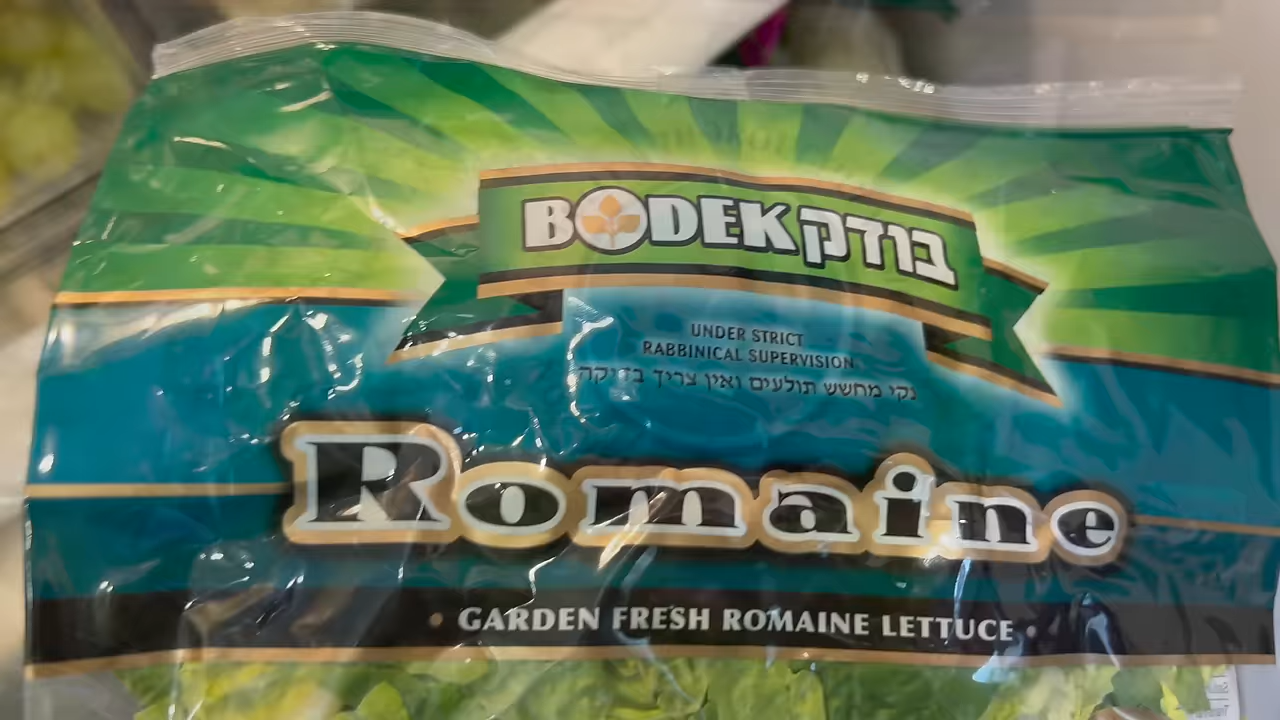 BODEK בודק
UNDER STRICT
RABBINICAL SUPERVISION
נקי מחשש תולעים ואין צריך בדיקה
Romaine
• GARDEN FRESH ROMAINE LETTUCE •